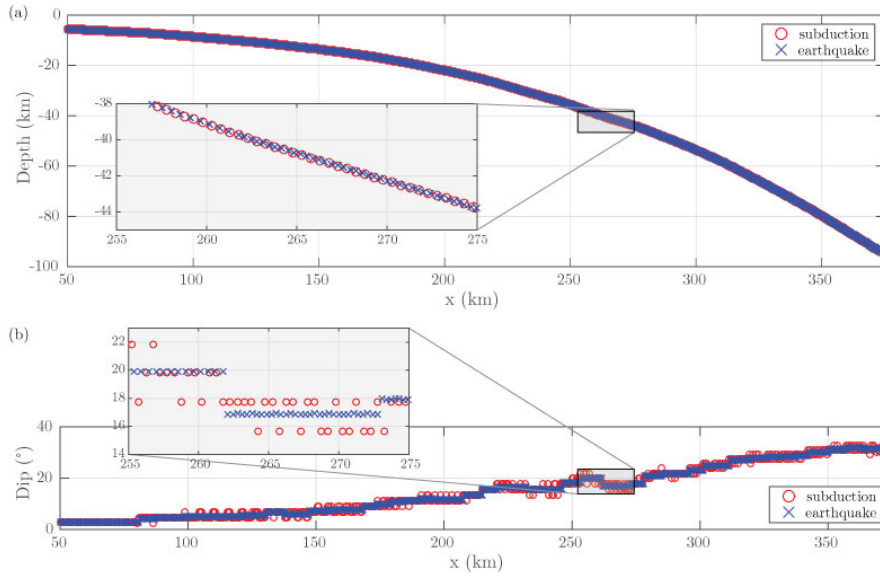 (a)
0
-20
-40
-60
-80
-100
Depth (km)
subduction
earthquake
-38
-40
-42
-44
255 260 265 270 275
50 100 150 200 250 300 350
x (km)
(b)
22
20
18
16
14
255 260 265 270 275
40
20
0
Dip (°)
subduction
earthquake
50 100 150 200 250 300 350
x (km)